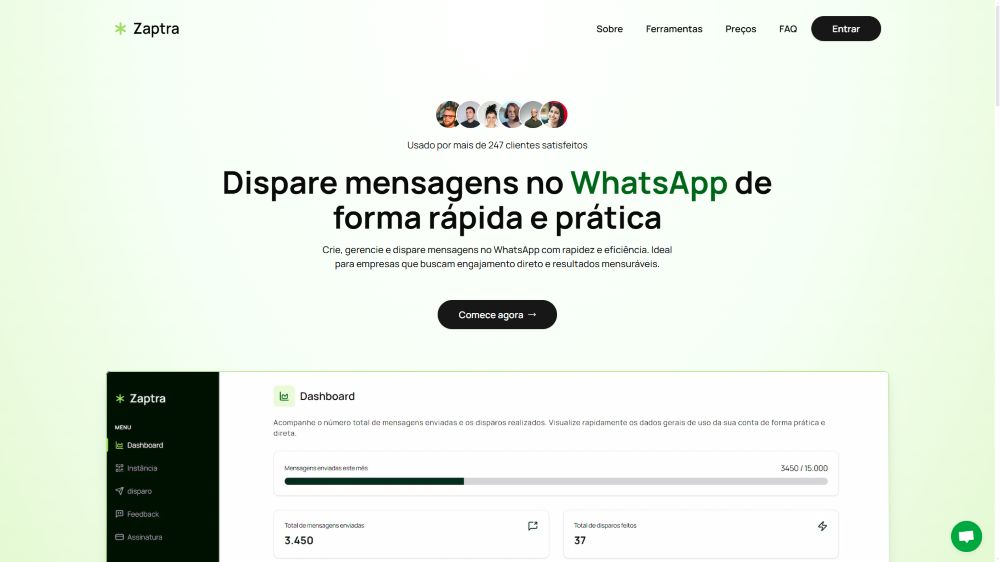 Zaptra
Sobre
Ferramentas
Preços
FAQ
Entrar
Usado por mais de 247 clientes satisfeitos
Dispare mensagens no WhatsApp de
forma rápida e prática
Crie, gerencie e dispare mensagens no WhatsApp com rapidez e eficiência. Ideal
para empresas que buscam engajamento direto e resultados mensuráveis.
Comece agora →
Zaptra
MENU
Dashboard
Instância
disparo
Feedback
Assinatura
Dashboard
Acompanhe o número total de mensagens enviadas e os disparos realizados. Visualize rapidamente os dados gerais de uso da sua conta de forma prática e
direta.
Mensagens enviadas este mês
3450 / 15.000
Total de mensagens enviadas
3.450
Total de disparos feitos
37